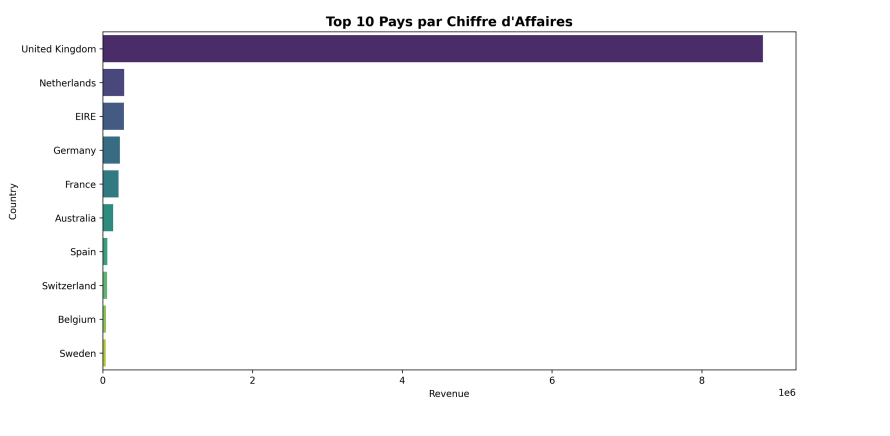 Top 10 Pays par Chiffre d'Affaires
United Kingdom
Netherlands
EIRE
Germany
France
Australia
Spain
Switzerland
Belgium
Sweden
Country
0 2 4 6 8
1e6
Revenue